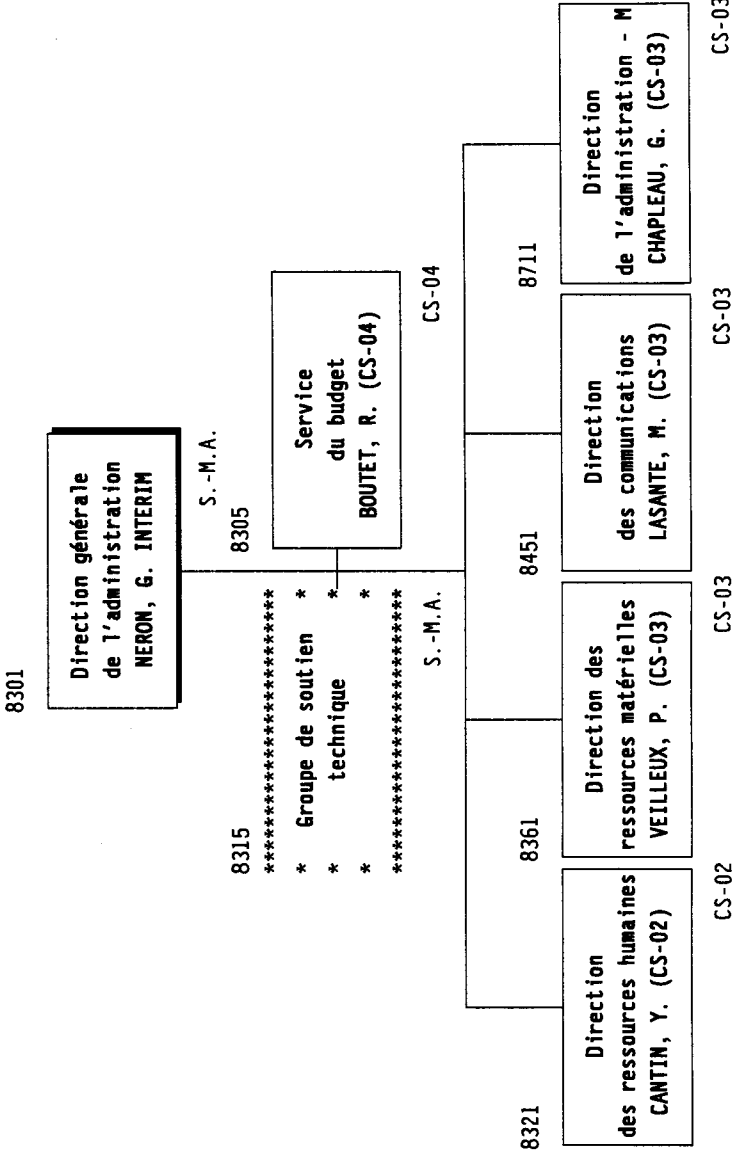 8301
Direction générale
de l'administration
NERON, G. INTERIM
S.-M.A.
8315
**************************
* Groupe de soutien *
* technique *
* *
**************************
S.-M.A.
8305
Service
du budget
BOUTET, R. (CS-04)
CS-04
8321
Direction
des ressources humaines
CANTIN, Y. (CS-02)
CS-02
8361
Direction des
ressources matérielles
VEILLEUX, P. (CS-03)
CS-03
8451
Direction
des communications
LASANTE, M. (CS-03)
CS-03
8711
Direction
de l'administration - M
CHAPLEAU, G. (CS-03)
CS-03